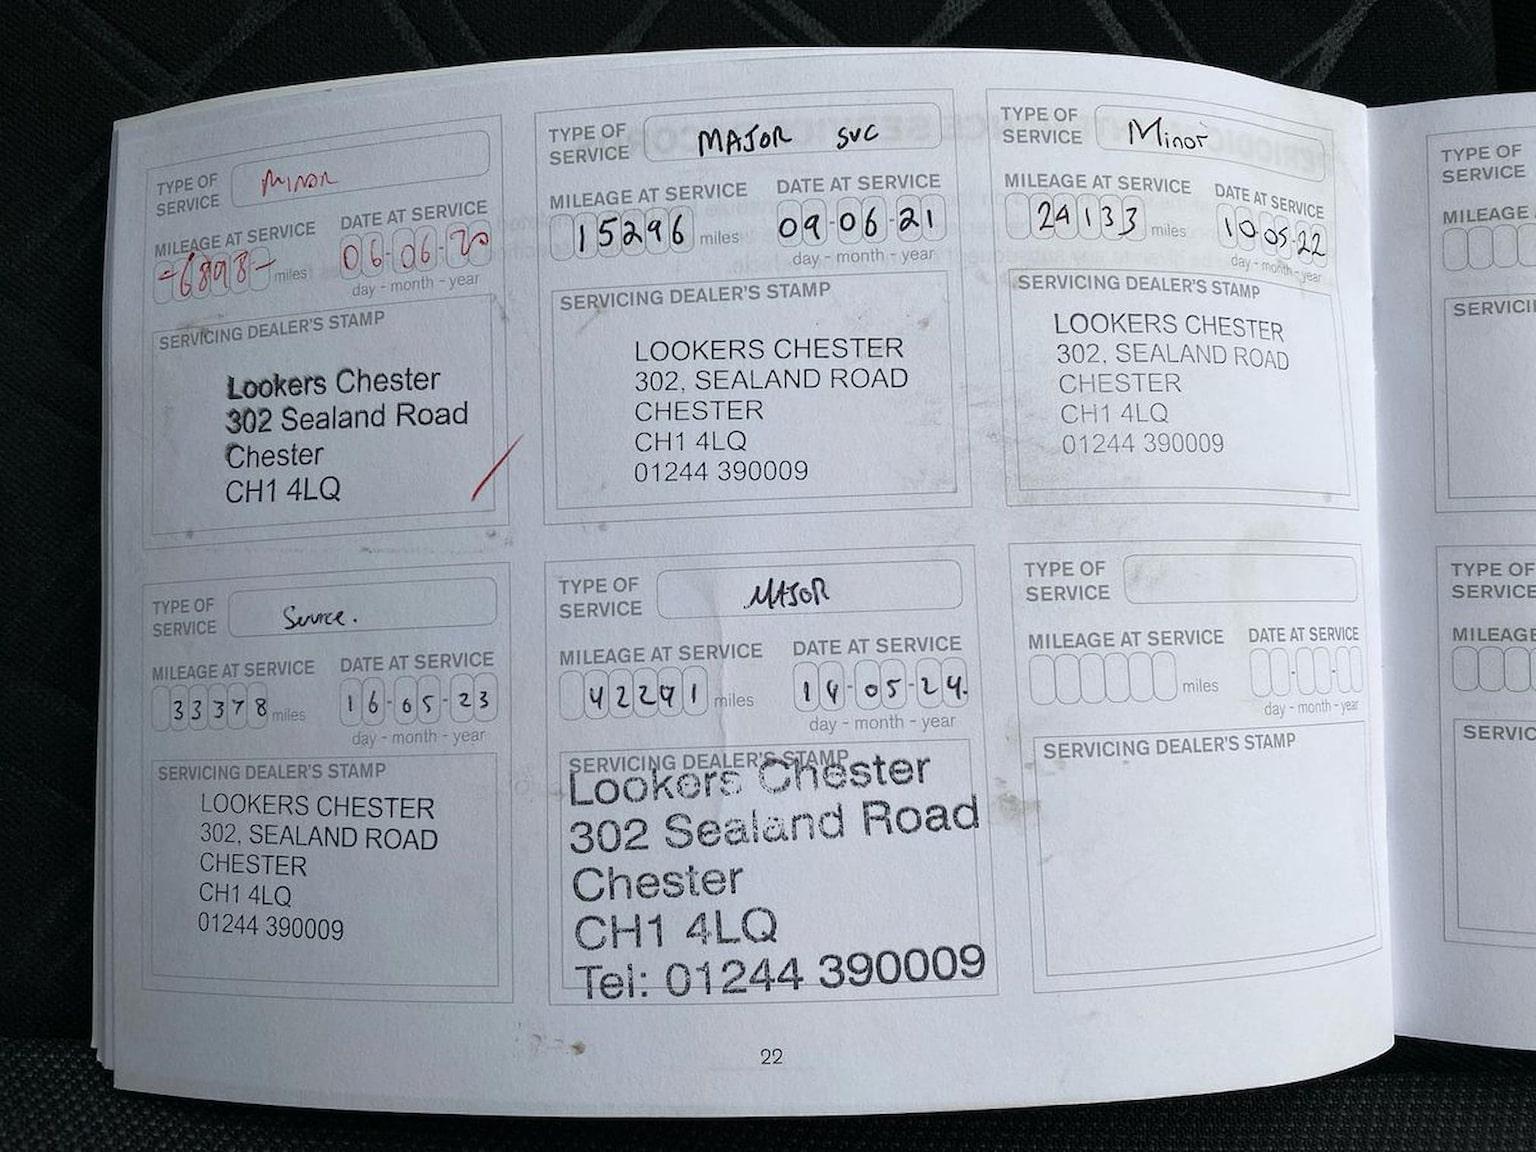 TYPE OF SERVICE
Minor
MILEAGE AT SERVICE
-6898- miles
DATE AT SERVICE
06-06-20
day - month - year
SERVICING DEALER'S STAMP
Lookers Chester
302 Sealand Road
Chester
CH1 4LQ
TYPE OF SERVICE
MAJOR SVC
MILEAGE AT SERVICE
15296 miles
DATE AT SERVICE
09-06-21
day - month - year
SERVICING DEALER'S STAMP
LOOKERS CHESTER
302, SEALAND ROAD
CHESTER
CH1 4LQ
01244 390009
TYPE OF SERVICE
Minor
MILEAGE AT SERVICE
24133 miles
DATE AT SERVICE
10-05-22
day - month - year
SERVICING DEALER'S STAMP
LOOKERS CHESTER
302, SEALAND ROAD
CHESTER
CH1 4LQ
01244 390009
TYPE OF SERVICE
Service.
MILEAGE AT SERVICE
33378 miles
DATE AT SERVICE
16-05-23
day - month - year
SERVICING DEALER'S STAMP
LOOKERS CHESTER
302, SEALAND ROAD
CHESTER
CH1 4LQ
01244 390009
TYPE OF SERVICE
MAJOR
MILEAGE AT SERVICE
42291 miles
DATE AT SERVICE
14-05-24.
day - month - year
SERVICING DEALER'S STAMP
Lookers Chester
302 Sealand Road
Chester
CH1 4LQ
Tel: 01244 390009
TYPE OF SERVICE
MILEAGE AT SERVICE
miles
DATE AT SERVICE
day - month - year
SERVICING DEALER'S STAMP
22
TYPE OF
SERVICE
MILEAGE
TYPE OF
SERVICE
MILEAGE